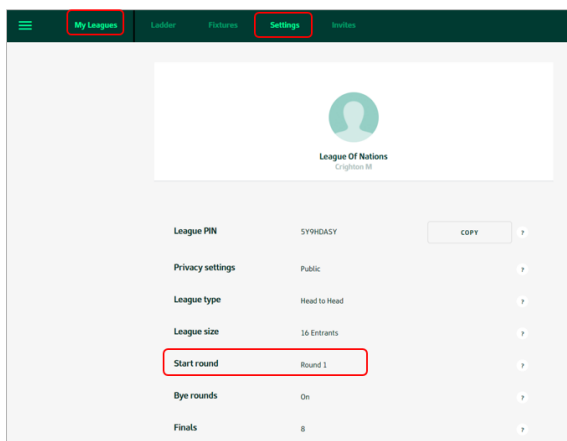 My Leagues Ladder Fixtures Settings Invites
League Of Nations
Crighton M
League PIN SY9HDASY COPY ?
Privacy settings Public ?
League type Head to Head ?
League size 16 Entrants ?
Start round Round 1 ?
Bye rounds On ?
Finals 8 ?